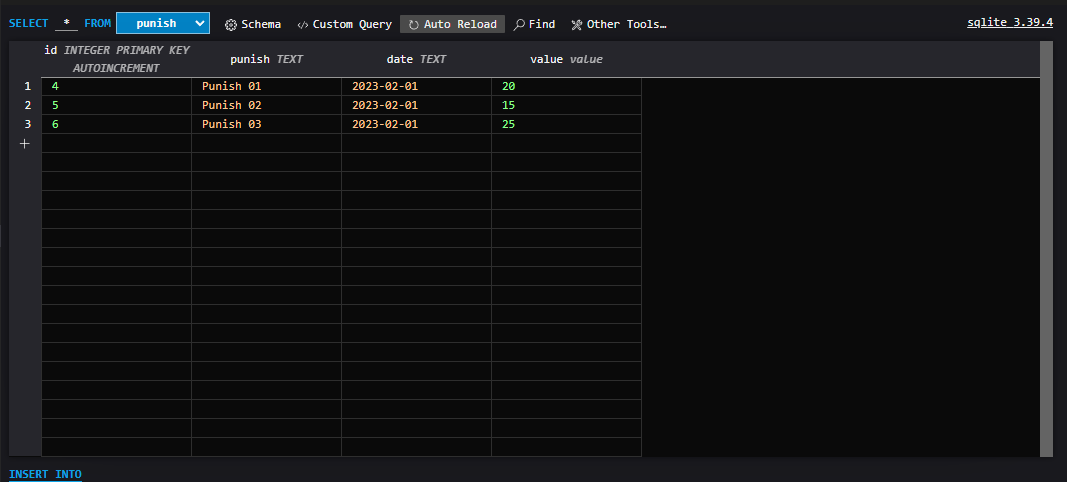 SELECT * FROM punish Schema Custom Query Auto Reload Find Other Tools… sqlite 3.39.4
id INTEGER PRIMARY KEY AUTOINCREMENT punish TEXT date TEXT value value
1 4 Punish 01 2023-02-01 20
2 5 Punish 02 2023-02-01 15
3 6 Punish 03 2023-02-01 25
+
INSERT INTO